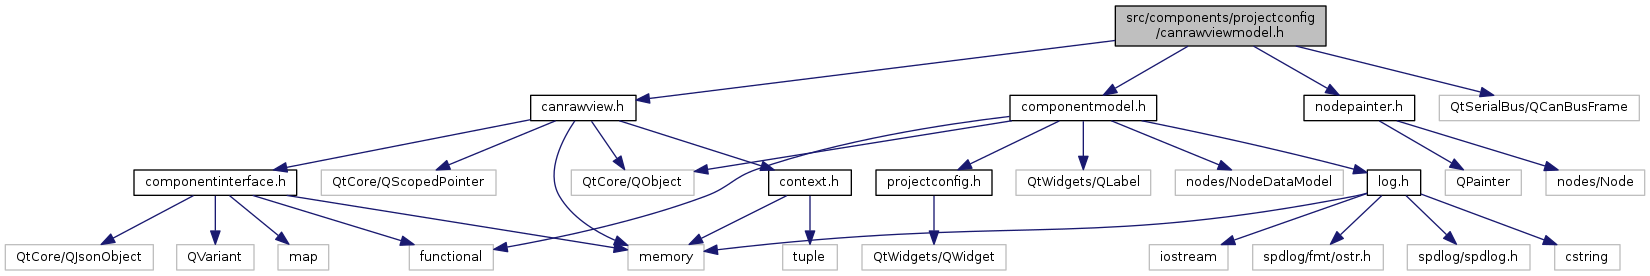 src/components/projectconfig
/canrawviewmodel.h
canrawview.h
componentmodel.h
nodepainter.h
QtSerialBus/QCanBusFrame
componentinterface.h
QtCore/QScopedPointer
QtCore/QObject
context.h
projectconfig.h
QtWidgets/QLabel
nodes/NodeDataModel
log.h
QPainter
nodes/Node
QtCore/QJsonObject
QVariant
map
functional
memory
tuple
QtWidgets/QWidget
iostream
spdlog/fmt/ostr.h
spdlog/spdlog.h
cstring